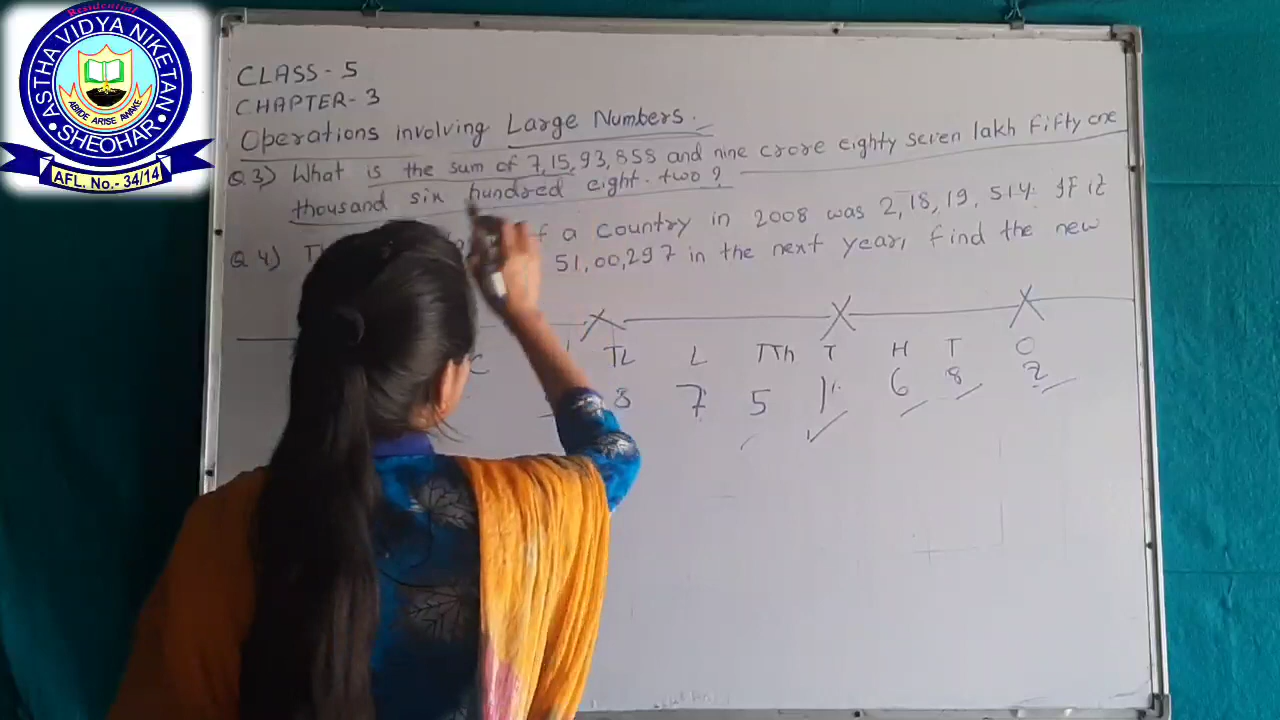 Residential
ASTHA VIDYA NIKETAN
ABIDE ARISE AWAKE
SHEOHAR
AFL. No.- 34/14
CLASS - 5
CHAPTER - 3
Operations involving Large Numbers.
Q.3) What is the sum of 7,15,93,858 and nine crore eighty seven lakh fifty one
thousand six hundred eight-two?
Q.4) of a country in 2008 was 2,18,19,514. If it
51,00,297 in the next year, find the new
C TL L TTh T H T O
8 7 5 1 6 8 2